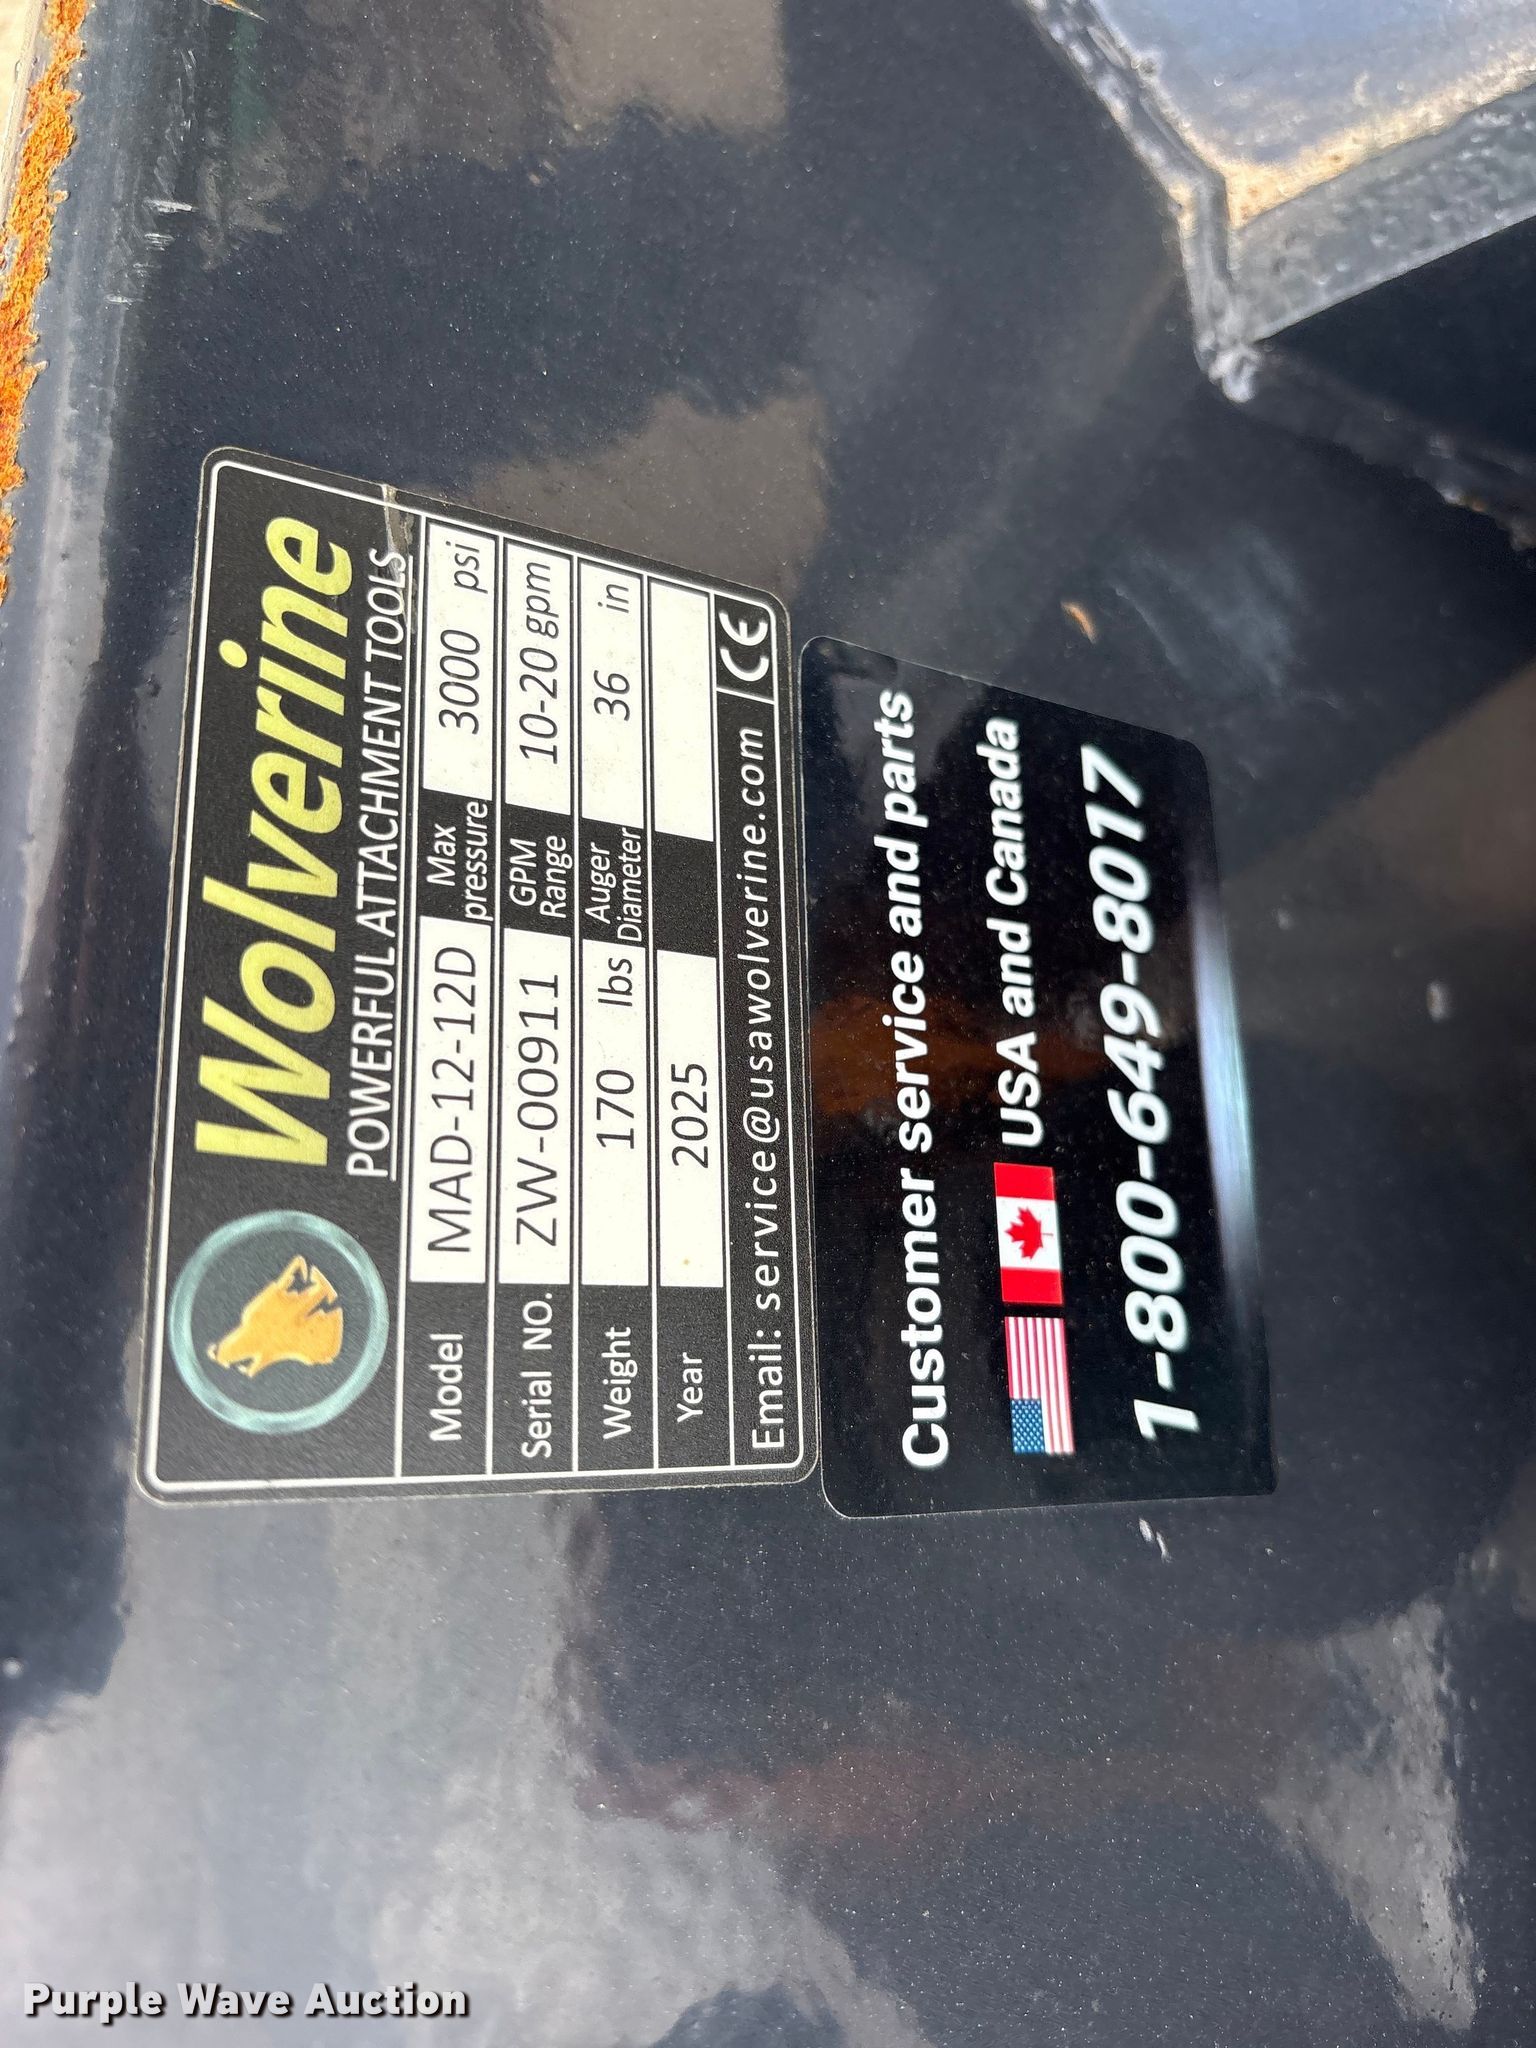 Wolverine
POWERFUL ATTACHMENT TOOLS
Model MAD-12-12D Max pressure 3000 psi
Serial NO. ZW-00911 GPM Range 10-20 gpm
Weight 170 lbs Auger Diameter 36 in
Year 2025
Email: service@usawolverine.com CE
Customer service and parts
USA and Canada
1-800-649-8017
Purple Wave Auction